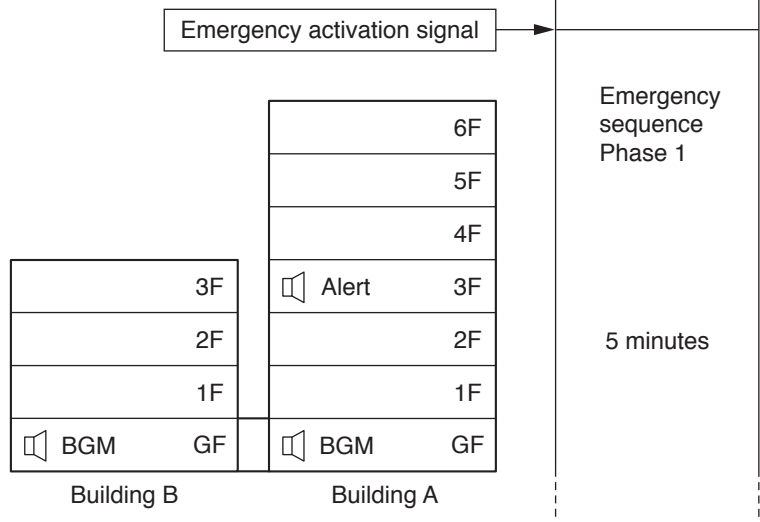 Emergency activation signal
Emergency
sequence
Phase 1
6F
5F
4F
3F
Alert 3F
2F
2F
5 minutes
1F
1F
BGM GF
BGM GF
Building B
Building A